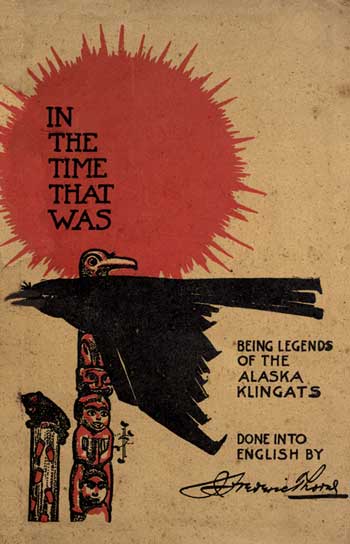 IN
THE
TIME
THAT
WAS
BEING LEGENDS
OF THE
ALASKA
KLINGATS
DONE INTO
ENGLISH BY
J. Frederic Thorne